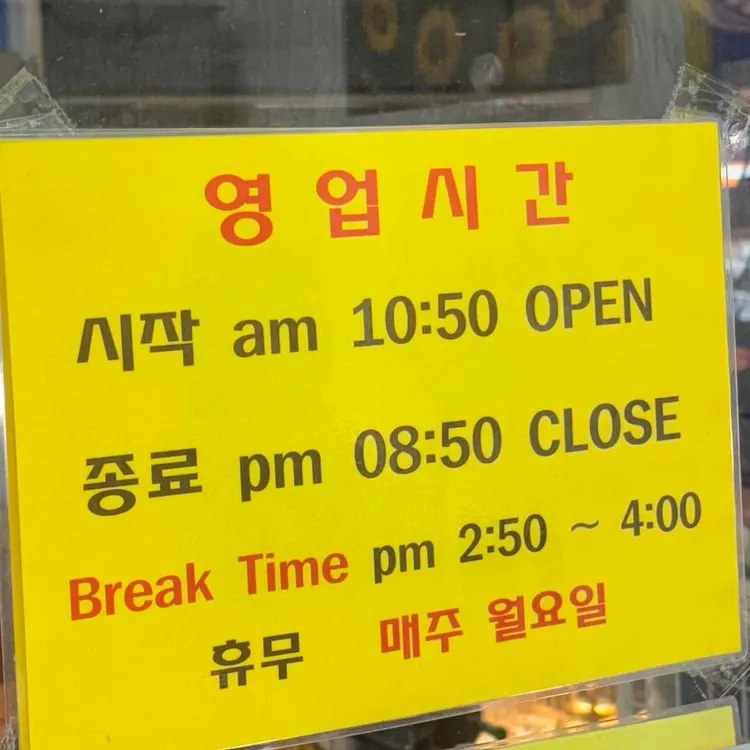 영업시간
시작 am 10:50 OPEN
종료 pm 08:50 CLOSE
Break Time pm 2:50 ~ 4:00
휴무 매주 월요일